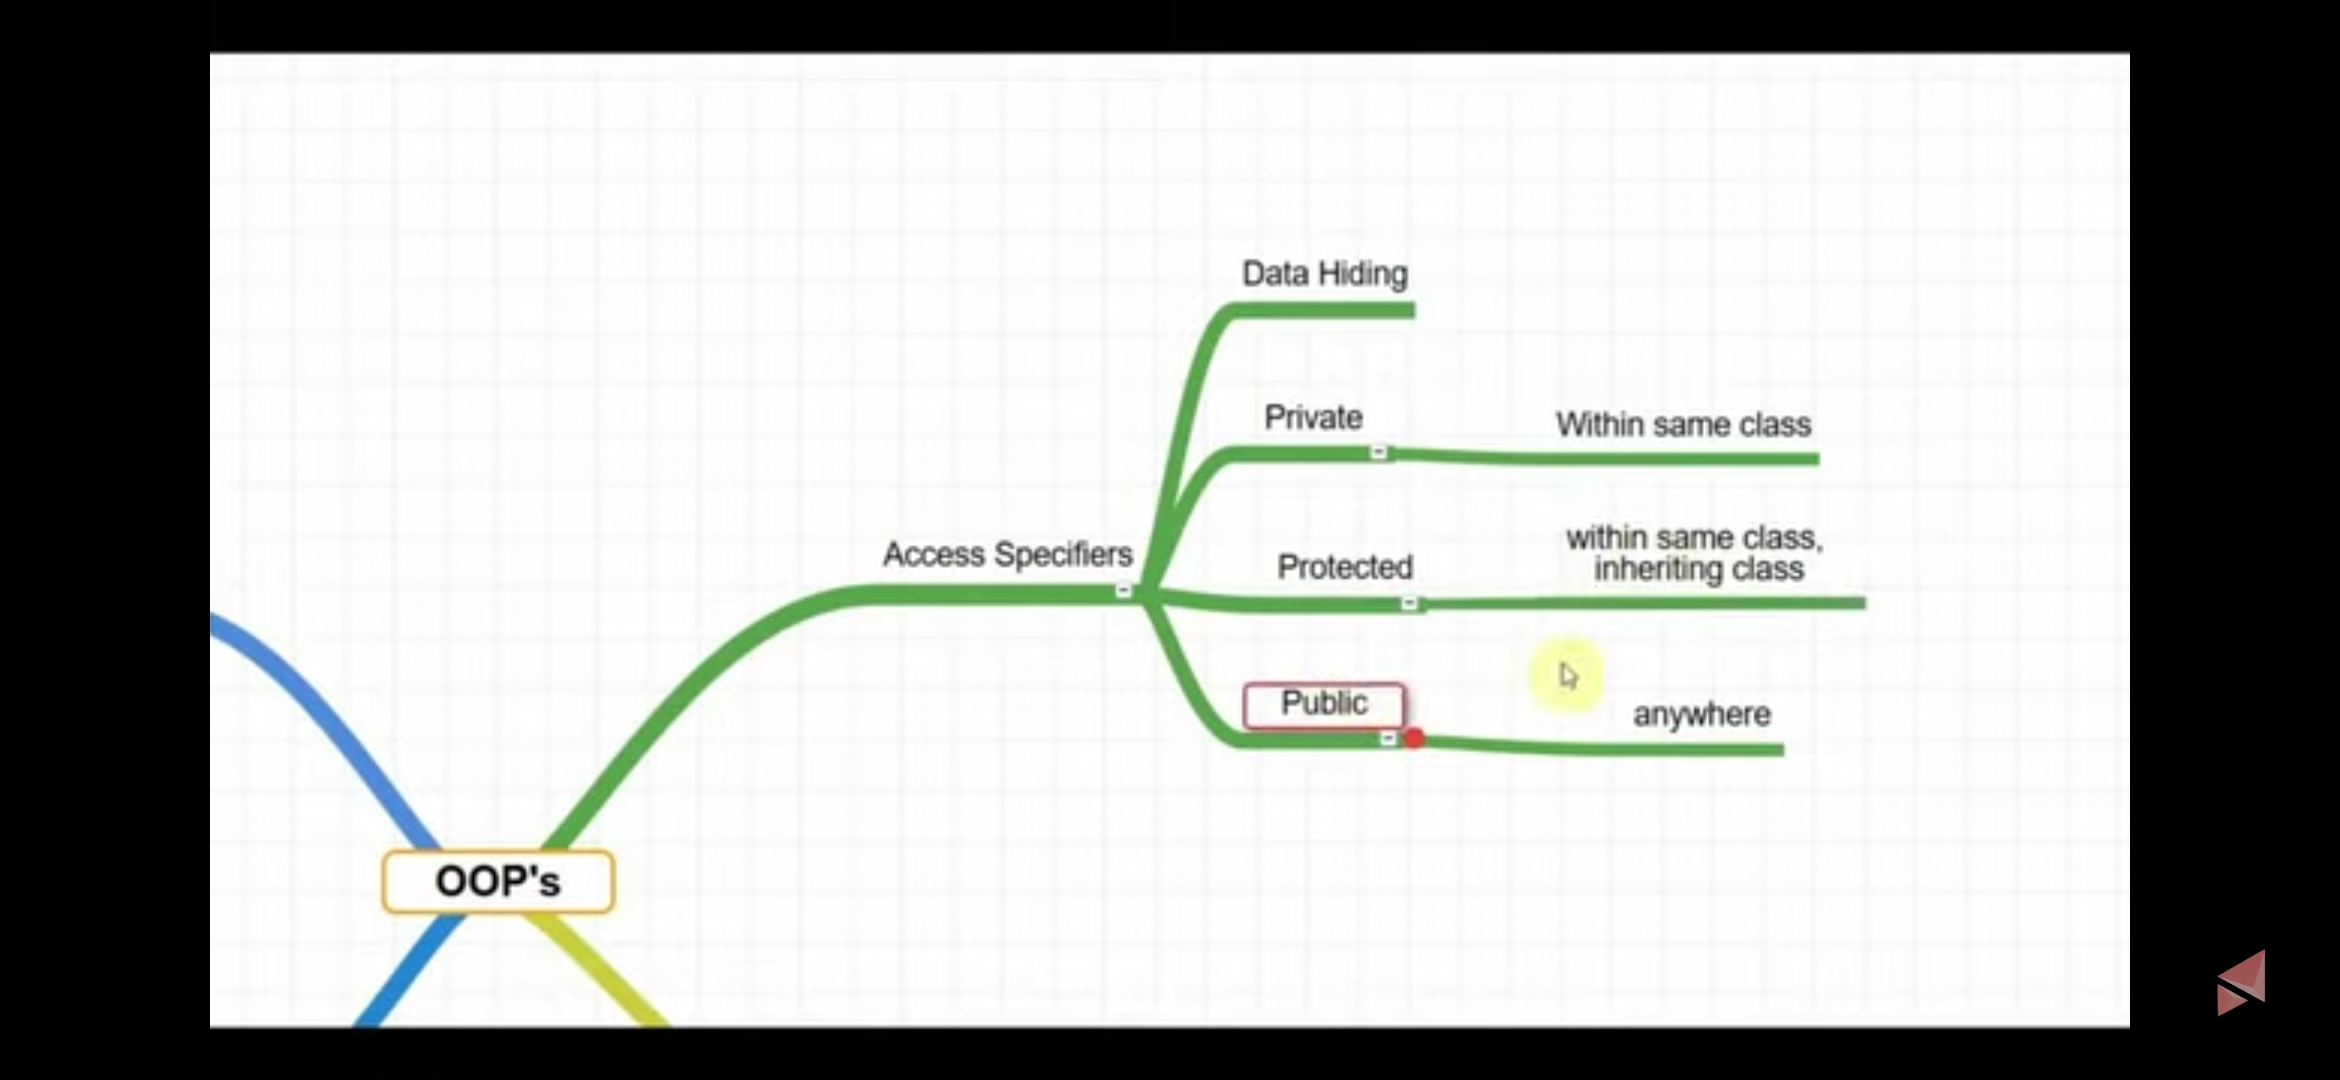 Data Hiding
Private
Within same class
Access Specifiers
Protected
within same class,
inheriting class
Public
anywhere
OOP's